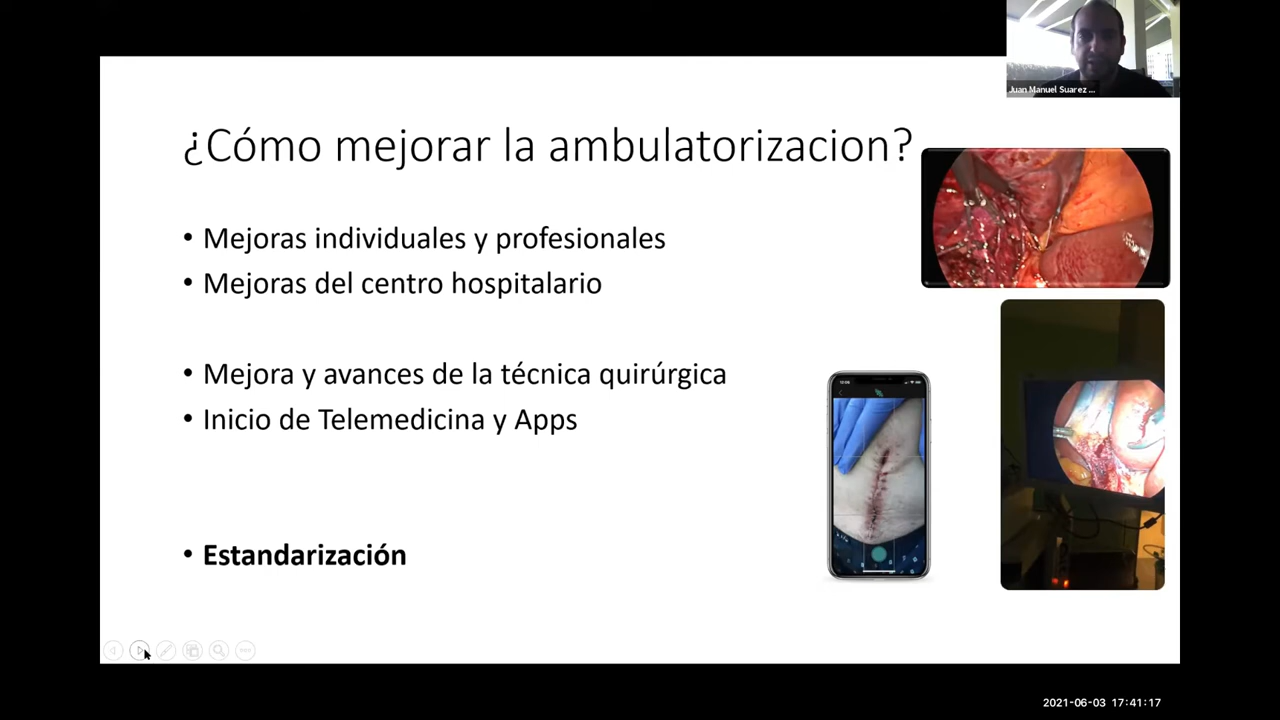 Juan Manuel Suarez ...
¿Cómo mejorar la ambulatorizacion?
• Mejoras individuales y profesionales
• Mejoras del centro hospitalario
• Mejora y avances de la técnica quirúrgica
• Inicio de Telemedicina y Apps
• Estandarización
2021-06-03 17:41:17